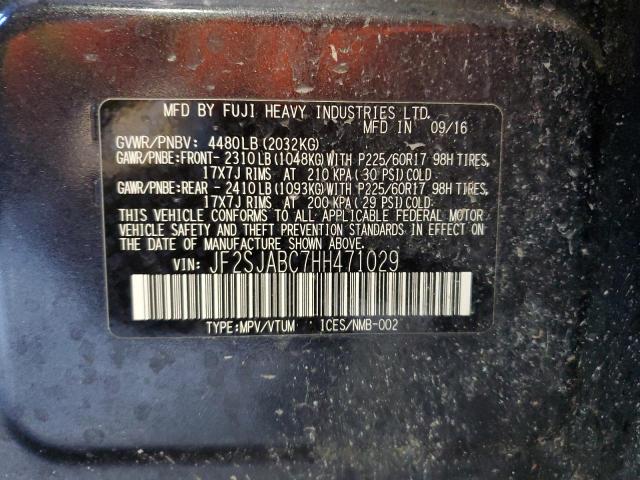 MFD BY FUJI HEAVY INDUSTRIES LTD.
MFD IN 09/16
GVWR/PNBV: 4480LB (2032KG)
GAWR/PNBE:FRONT- 2310LB (1048KG)WITH P225/60R17 98H TIRES,
17X7J RIMS AT 210 KPA (30 PSI)COLD
GAWR/PNBE:REAR - 2410LB (1093KG)WITH P225/60R17 98H TIRES,
17X7J RIMS AT 200 KPA (29 PSI)COLD
THIS VEHICLE CONFORMS TO ALL APPLICABLE FEDERAL MOTOR
VEHICLE SAFETY AND THEFT PREVENTION STANDARDS IN EFFECT ON
THE DATE OF MANUFACTURE SHOWN ABOVE.
VIN: JF2SJABC7HH471029
TYPE:MPV/VTUM ICES/NMB-002